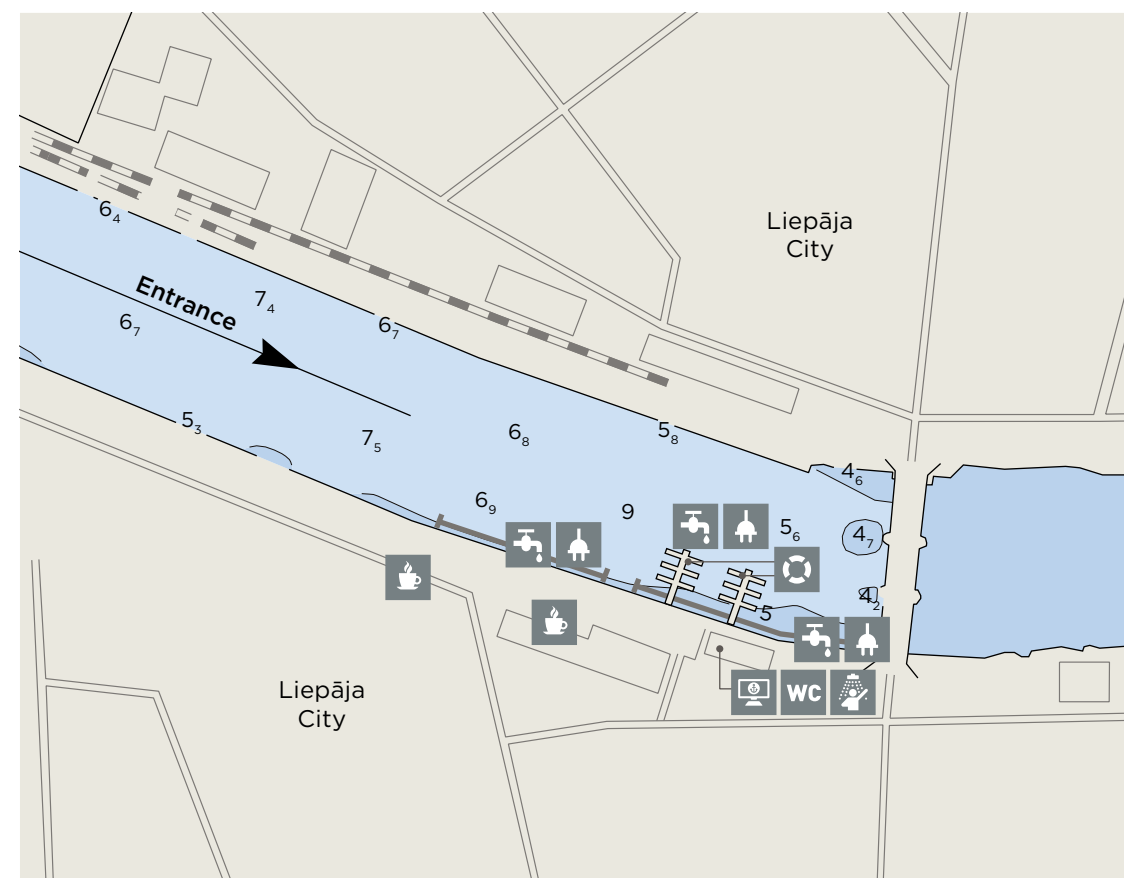 6₄
Liepāja
City
Entrance
7₄
6₇
6₇
5₃
7₅
6₈
5₈
4₆
6₉
9
5₆
4₇
4₂
5
WC
Liepāja
City